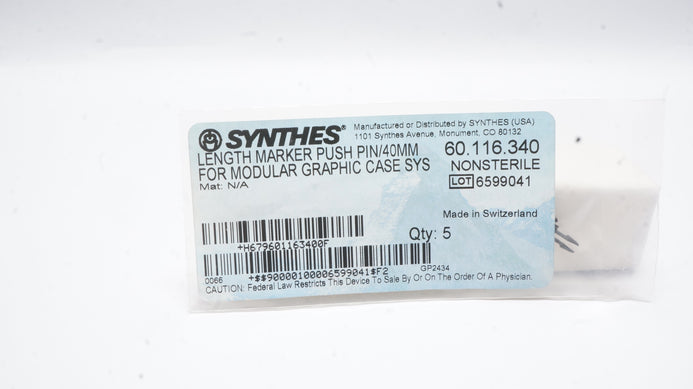 SYNTHES®
Manufactured or Distributed by SYNTHES (USA)
1101 Synthes Avenue, Monument, CO 80132
LENGTH MARKER PUSH PIN/40MM
FOR MODULAR GRAPHIC CASE SYS
Mat: N/A
60.116.340
NONSTERILE
LOT 6599041
Made in Switzerland
Qty: 5
+H679601163400F
GP2434
0066
+$$90000100006599041$F2
CAUTION: Federal Law Restricts This Device To Sale By Or On The Order Of A Physician.